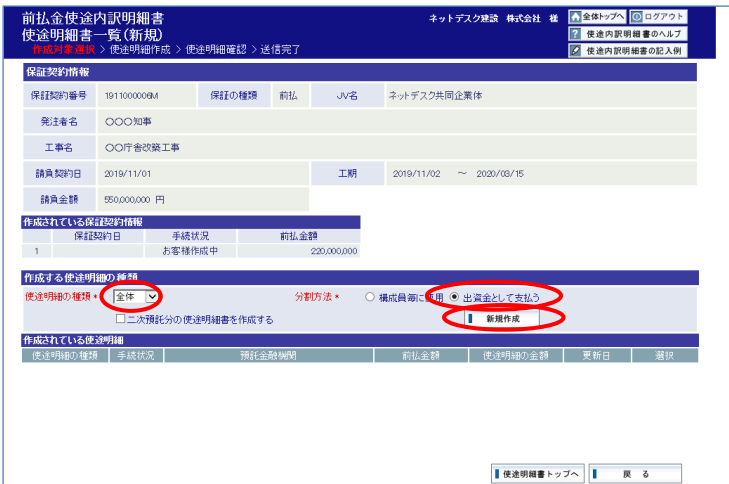 前払金使途内訳明細書
ネットデスク建設 株式会社 様
全体トップへ ログアウト
使途明細書一覧(新規)
? 使途内訳明細書のヘルプ
作成対象選択 > 使途明細作成 > 使途明細確認 > 送信完了
使途内訳明細書の記入例
保証契約情報
保証契約番号 1911000006M 保証の種類 前払 JV名 ネットデスク共同企業体
発注者名 〇〇〇知事
工事名 〇〇庁舎改築工事
請負契約日 2019/11/01 工期 2019/11/02 ～ 2020/03/15
請負金額 550,000,000 円
作成されている保証契約情報
保証契約日 手続状況 前払金額
1 お客様作成中 220,000,000
作成する使途明細の種類
使途明細の種類* 全体 分割方法* 構成員毎に使用 出資金として支払う
二次預託分の使途明細書を作成する 新規作成
作成されている使途明細
使途明細の種類 手続状況 預託金融機関 前払金額 使途明細の金額 更新日 選択
使途明細書トップへ 戻る